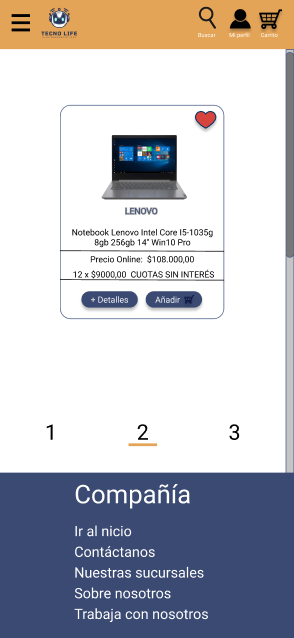 TECNO LIFE
Buscar
Mi perfil
Carrito
LENOVO
Notebook Lenovo Intel Core I5-1035g
8gb 256gb 14" Win10 Pro
Precio Online: $108.000,00
12 x $9000,00 CUOTAS SIN INTERÉS
+ Detalles
Añadir
1
2
3
Compañía
Ir al nicio
Contáctanos
Nuestras sucursales
Sobre nosotros
Trabaja con nosotros